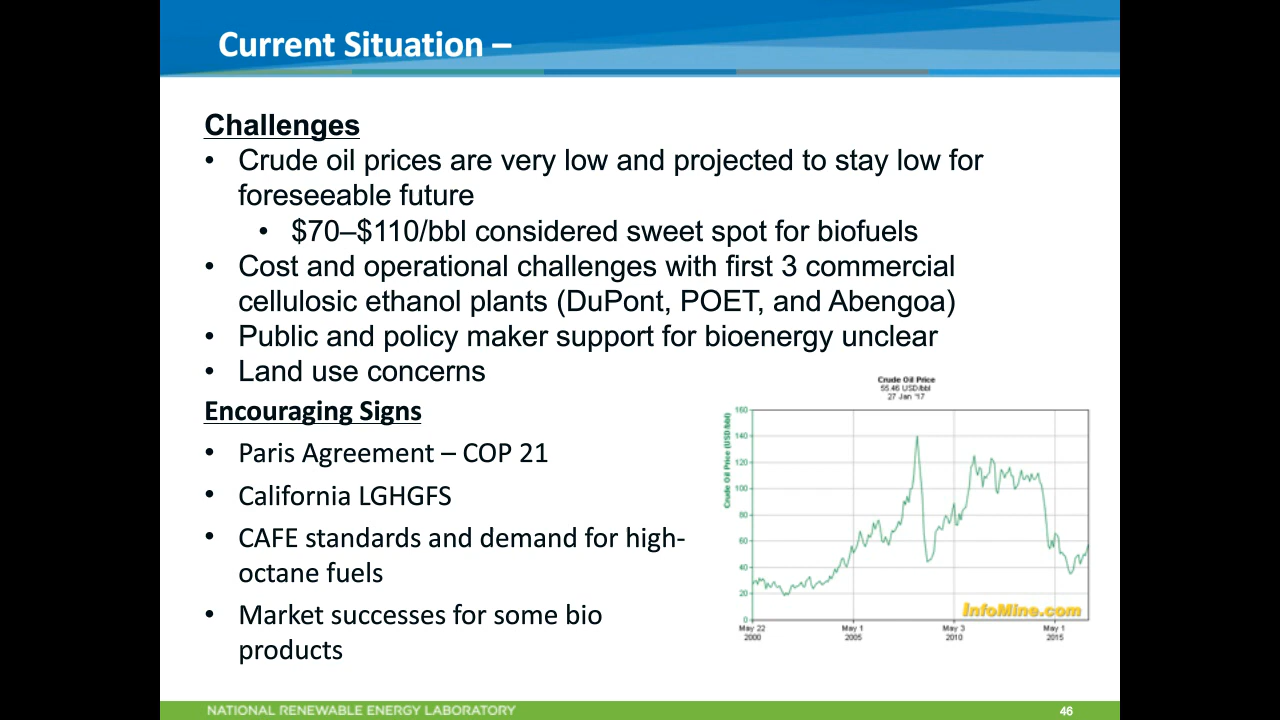 Current Situation –
Challenges
• Crude oil prices are very low and projected to stay low for
foreseeable future
• $70–$110/bbl considered sweet spot for biofuels
• Cost and operational challenges with first 3 commercial
cellulosic ethanol plants (DuPont, POET, and Abengoa)
• Public and policy maker support for bioenergy unclear
• Land use concerns
Encouraging Signs
• Paris Agreement – COP 21
• California LGHGFS
• CAFE standards and demand for high-
octane fuels
• Market successes for some bio
products
Crude Oil Price
55.46 USD/bbl
27 Jan '17
Crude Oil Price (USD/bbl)
160
140
120
100
80
60
40
20
0
May 22 May 1 May 3 May 1
2000 2005 2010 2015
InfoMine.com
NATIONAL RENEWABLE ENERGY LABORATORY
46